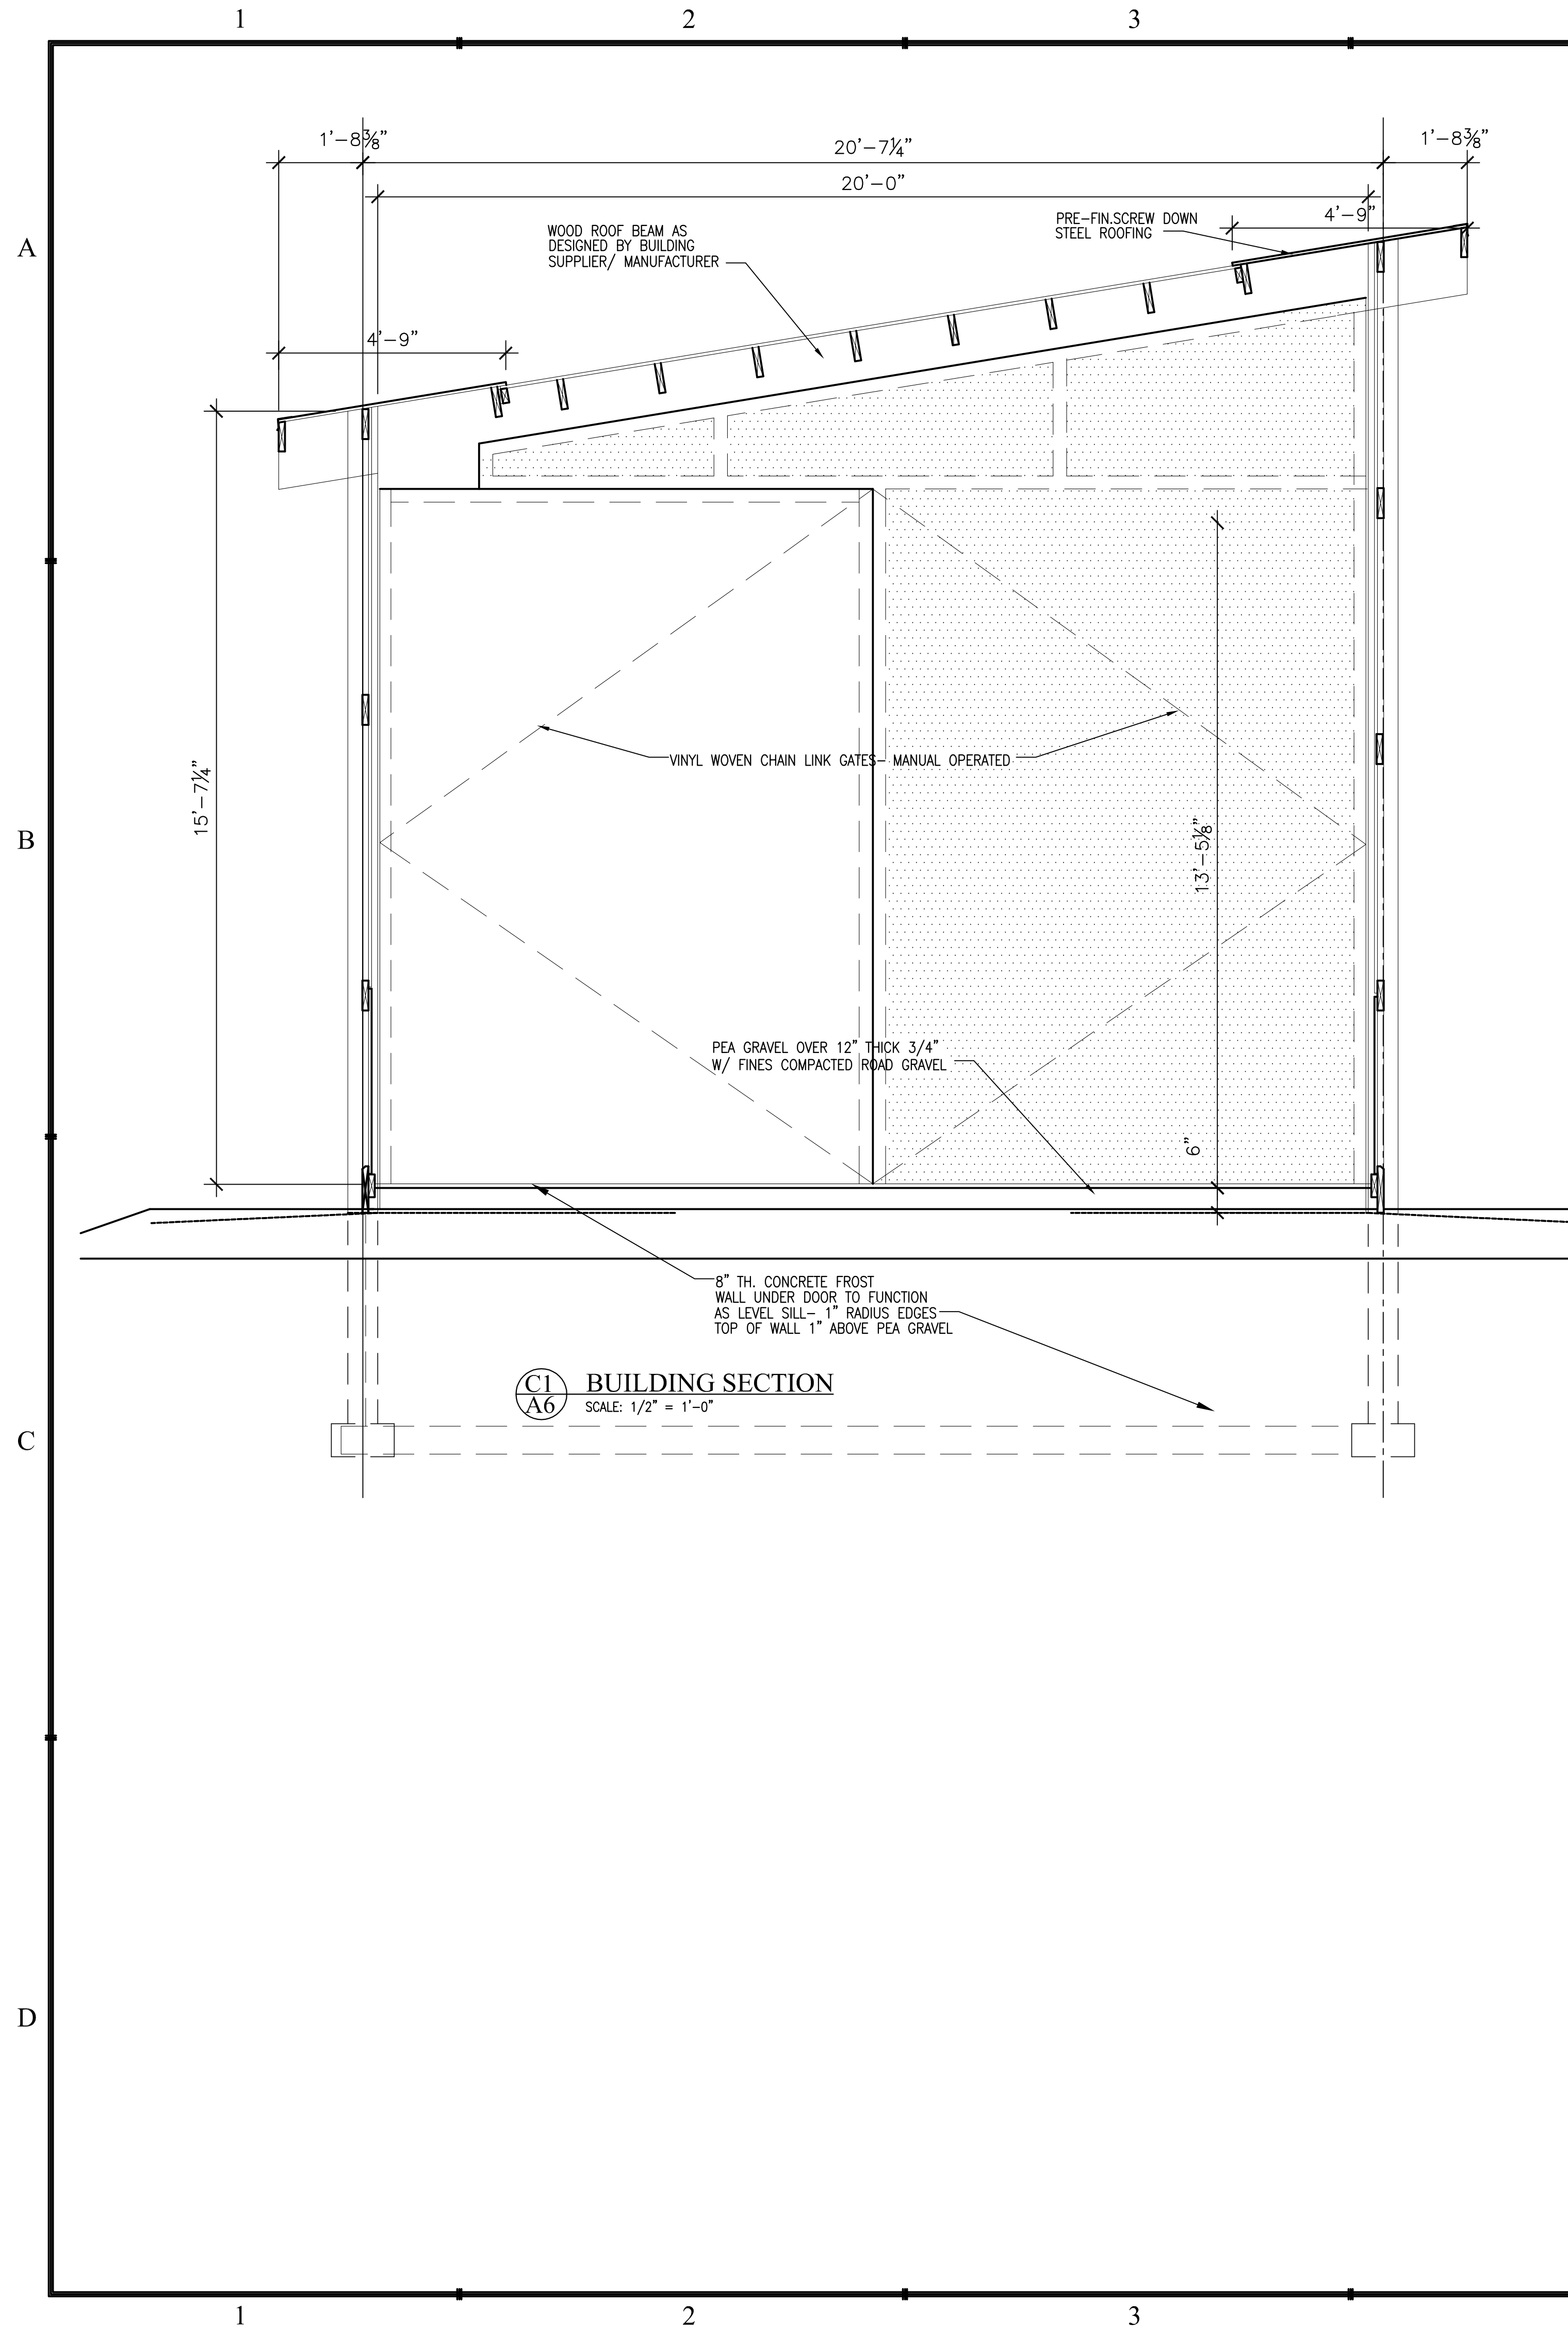 1 2 3
1'-8⅜" 20'-7¼" 1'-8⅜"
20'-0"
4'-9"
A
WOOD ROOF BEAM AS
DESIGNED BY BUILDING
SUPPLIER/ MANUFACTURER
PRE-FIN.SCREW DOWN
STEEL ROOFING
4'-9"
VINYL WOVEN CHAIN LINK GATES- MANUAL OPERATED
15'-7¼"
B
13'-5⅛"
PEA GRAVEL OVER 12" THICK 3/4"
W/ FINES COMPACTED ROAD GRAVEL
6"
8" TH. CONCRETE FROST
WALL UNDER DOOR TO FUNCTION
AS LEVEL SILL- 1" RADIUS EDGES
TOP OF WALL 1" ABOVE PEA GRAVEL
C1
A6
BUILDING SECTION
SCALE: 1/2" = 1'-0"
C
D
1 2 3